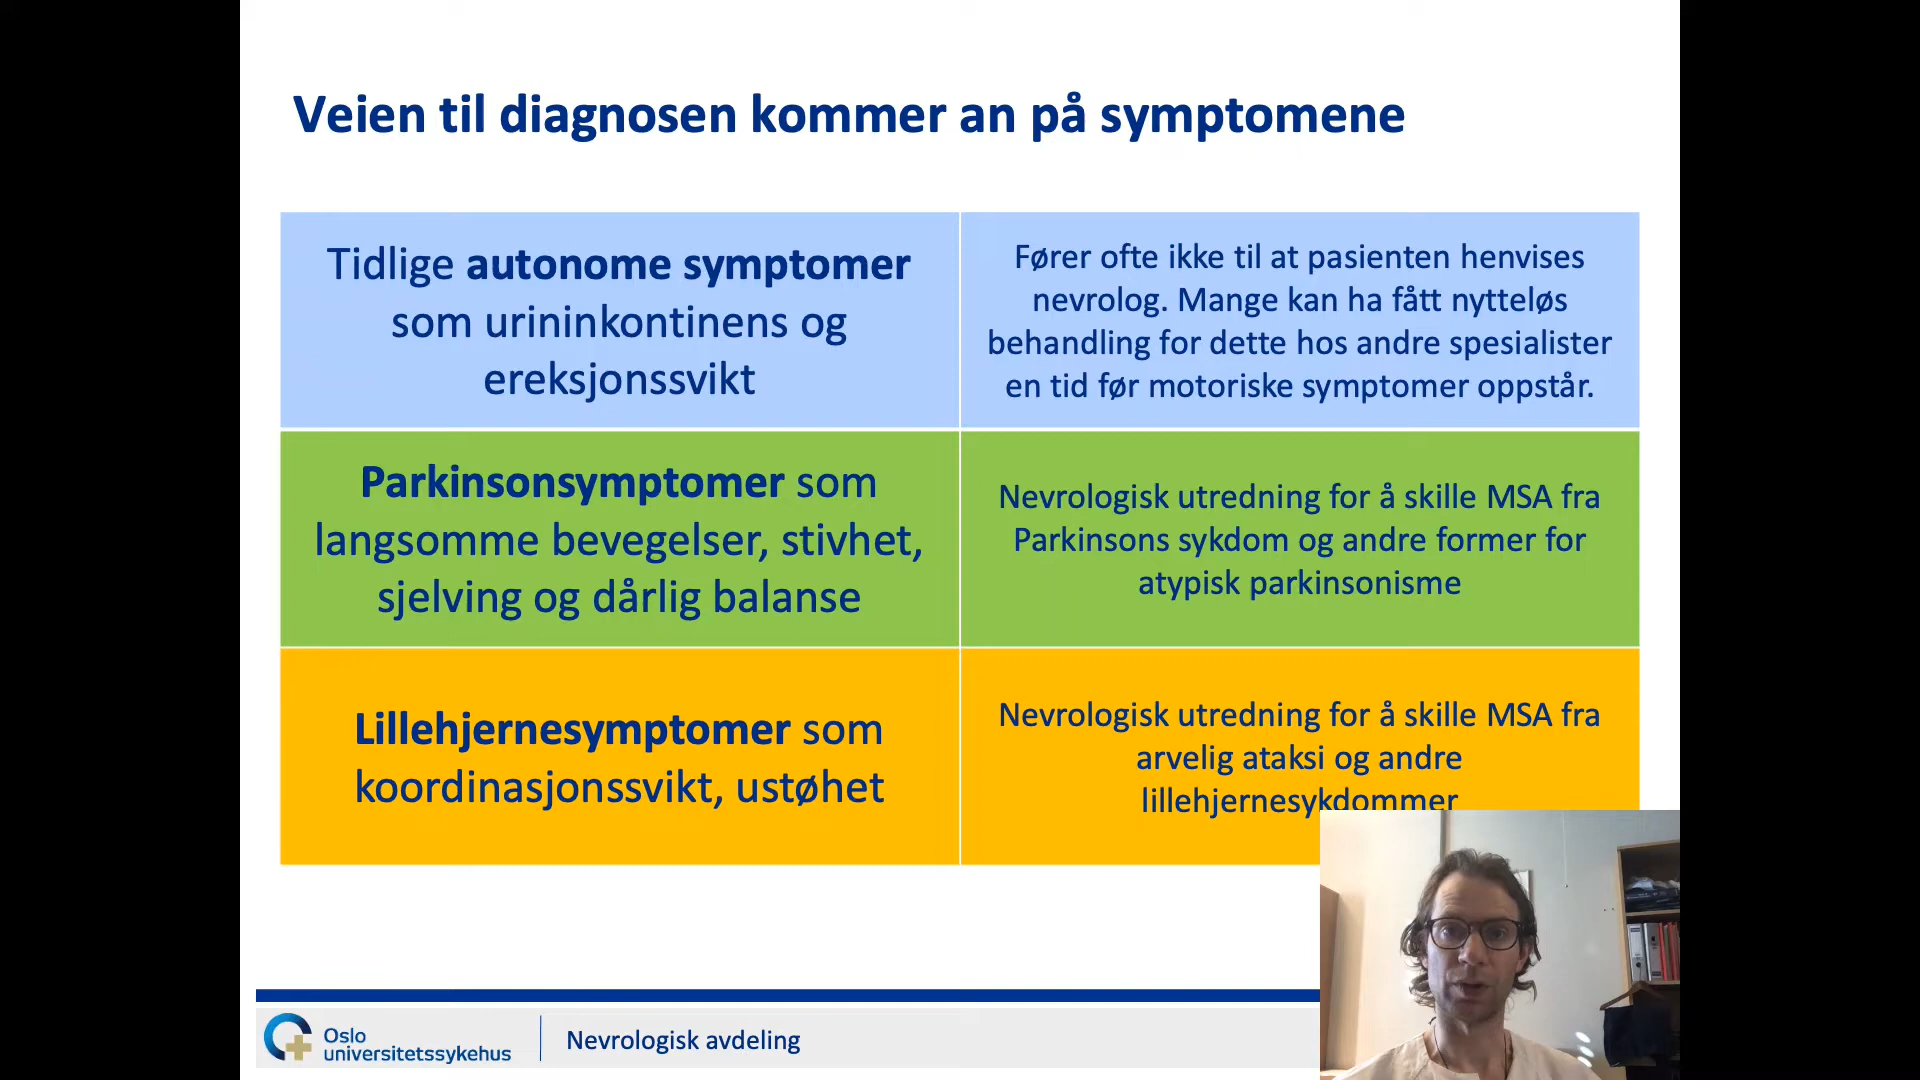 Veien til diagnosen kommer an på symptomene
Tidlige autonome symptomer
som urininkontinens og
ereksjonssvikt
Fører ofte ikke til at pasienten henvises
nevrolog. Mange kan ha fått nytteløs
behandling for dette hos andre spesialister
en tid før motoriske symptomer oppstår.
Parkinsonsymptomer som
langsomme bevegelser, stivhet,
sjelving og dårlig balanse
Nevrologisk utredning for å skille MSA fra
Parkinsons sykdom og andre former for
atypisk parkinsonisme
Lillehjernesymptomer som
koordinasjonssvikt, ustøhet
Nevrologisk utredning for å skille MSA fra
arvelig ataksi og andre
lillehjernesykdommer
Oslo
universitetssykehus
Nevrologisk avdeling